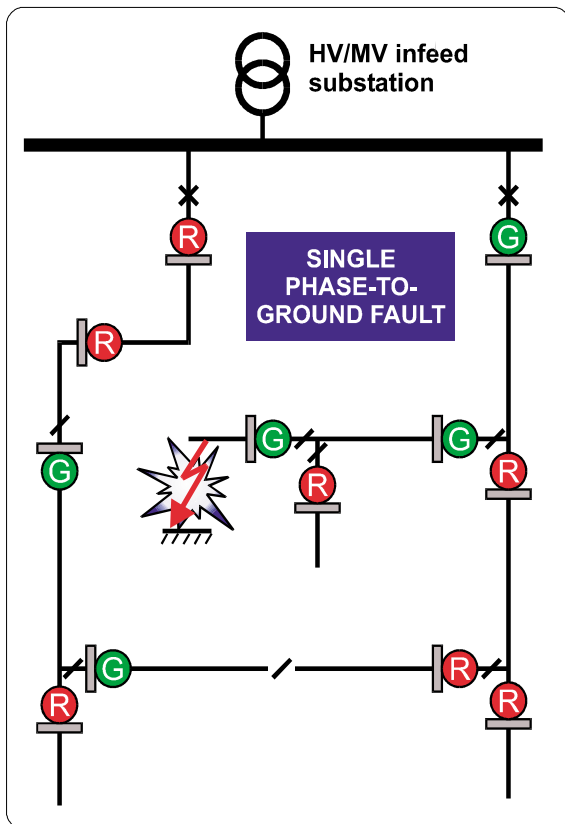 HV/MV infeed
substation
R
G
SINGLE
PHASE-TO-
GROUND FAULT
R
G
G
G
R
R
G
R
R
R